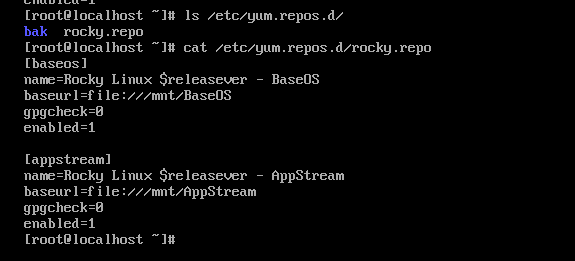 enabled=1
[root@localhost ~]# ls /etc/yum.repos.d/
bak  rocky.repo
[root@localhost ~]# cat /etc/yum.repos.d/rocky.repo
[baseos]
name=Rocky Linux $releasever - BaseOS
baseurl=file:///mnt/BaseOS
gpgcheck=0
enabled=1

[appstream]
name=Rocky Linux $releasever - AppStream
baseurl=file:///mnt/AppStream
gpgcheck=0
enabled=1
[root@localhost ~]#